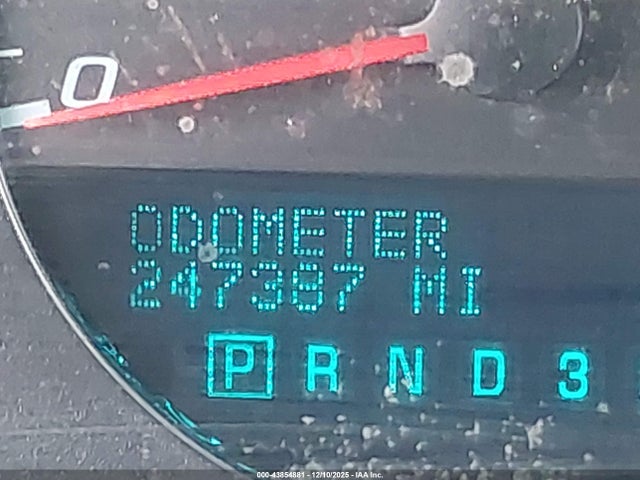 0
ODOMETER
247387 MI
P R N D 3
000-43854881 - 12/10/2025 - IAA Inc.